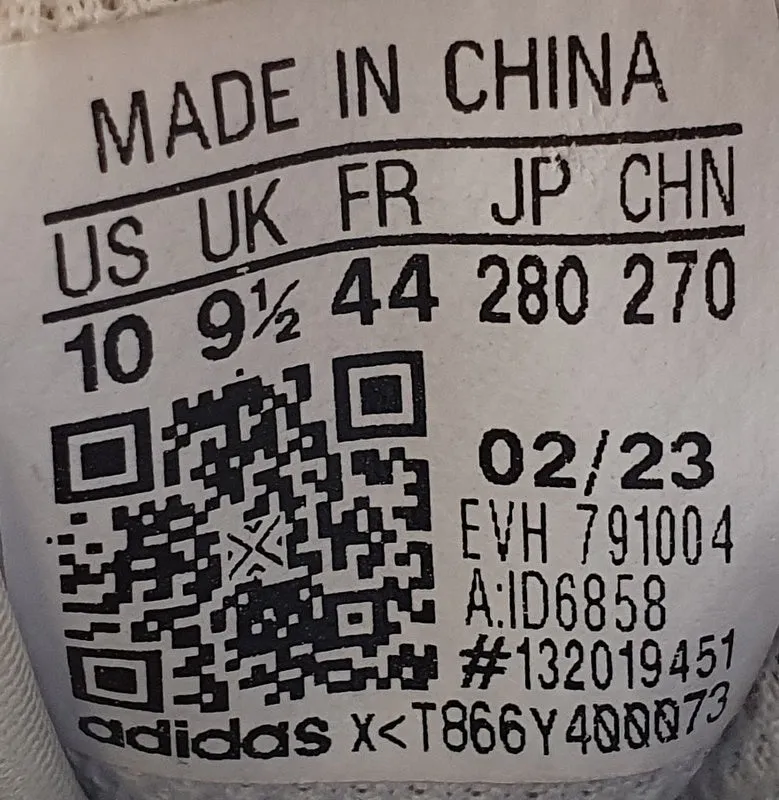 MADE IN CHINA
US UK FR JP CHN
10 9½ 44 280 270
02/23
EVH 791004
A:ID6858
#132019451
adidas X<T866Y400073